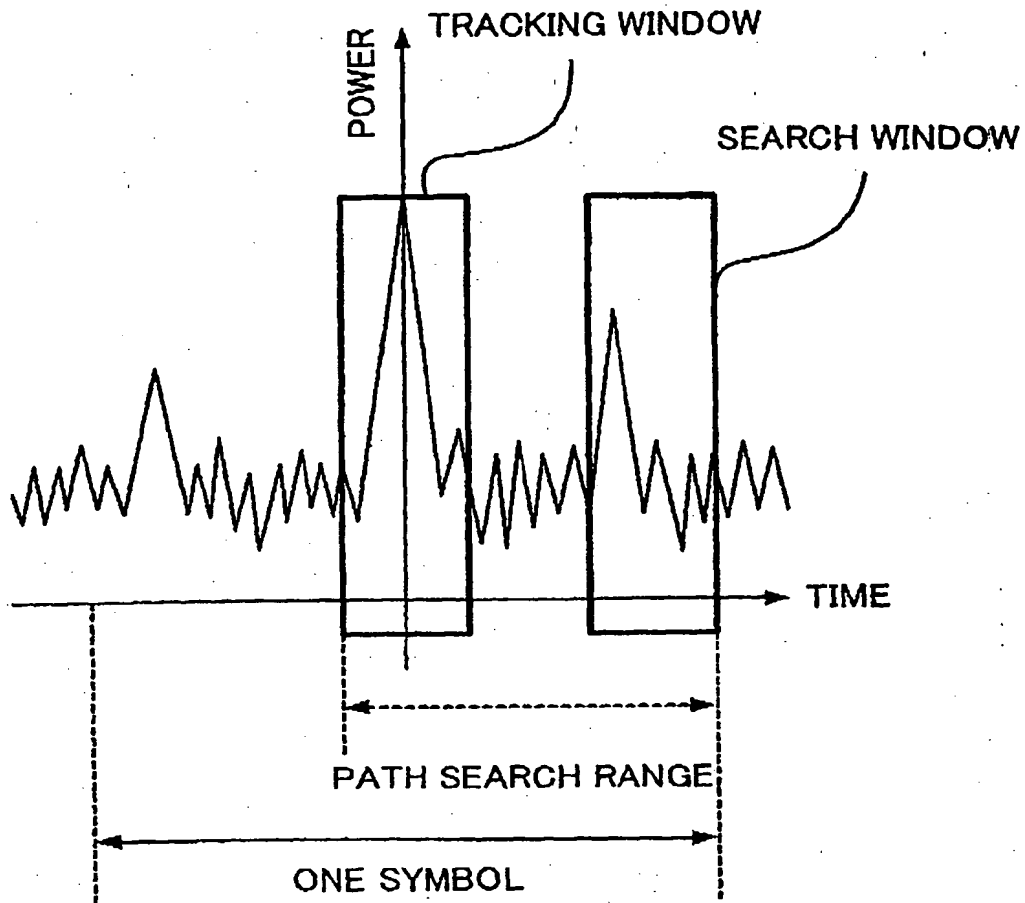 TRACKING WINDOW
POWER
SEARCH WINDOW
TIME
PATH SEARCH RANGE
ONE SYMBOL